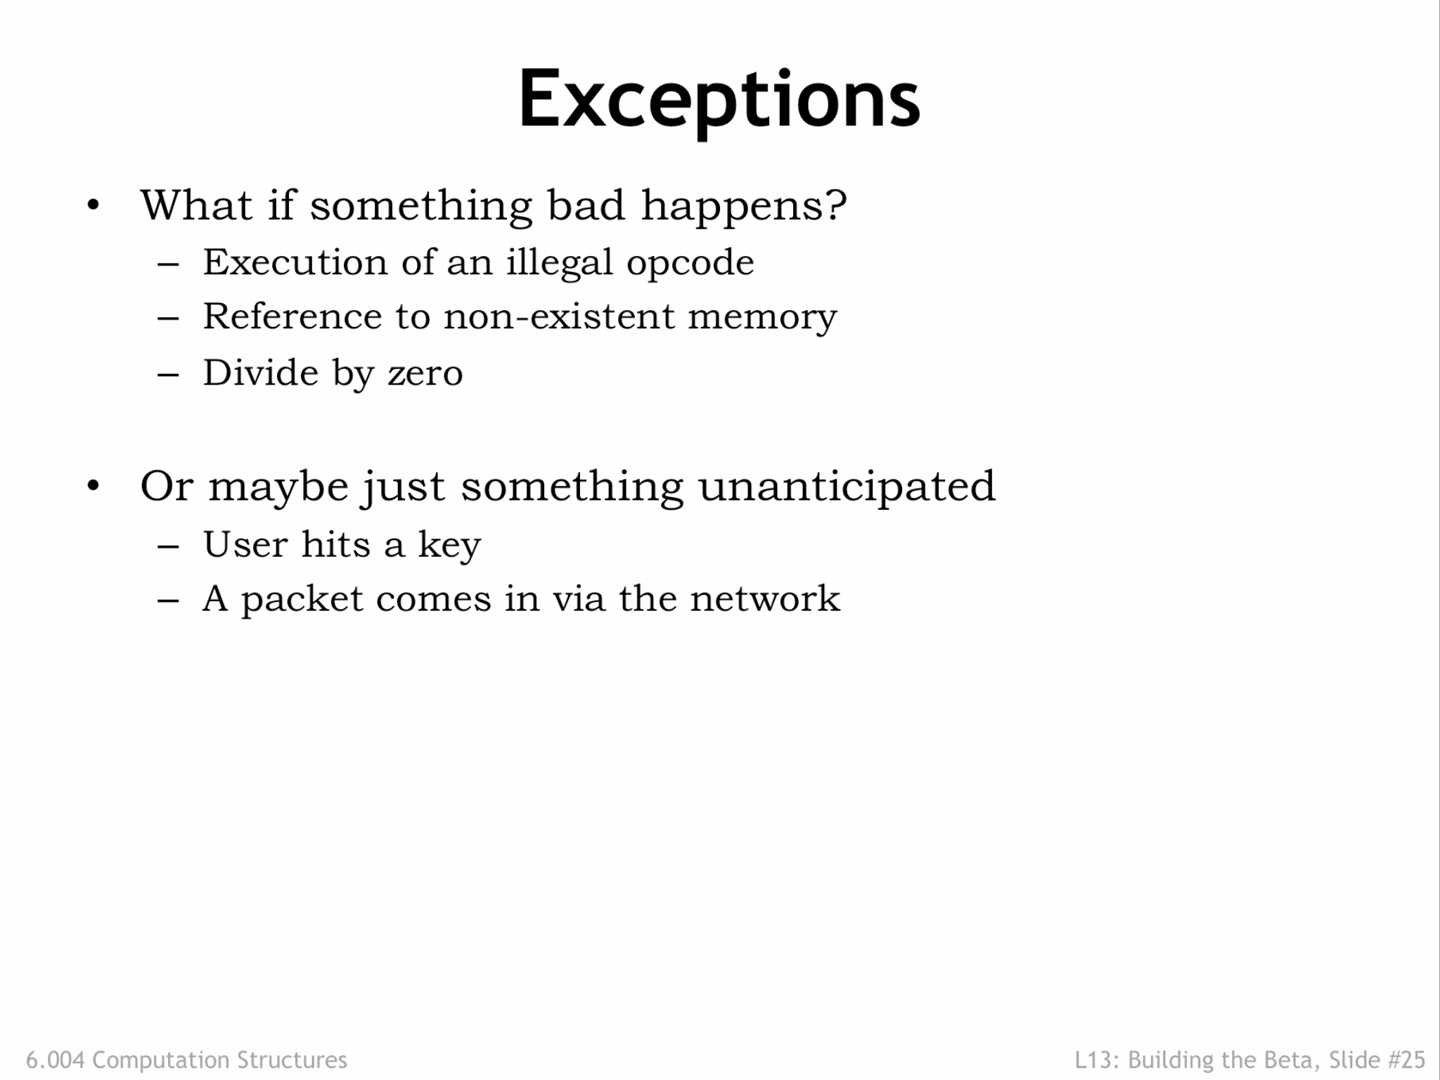 Exceptions
• What if something bad happens?
– Execution of an illegal opcode
– Reference to non-existent memory
– Divide by zero
• Or maybe just something unanticipated
– User hits a key
– A packet comes in via the network
6.004 Computation Structures
L13: Building the Beta, Slide #25